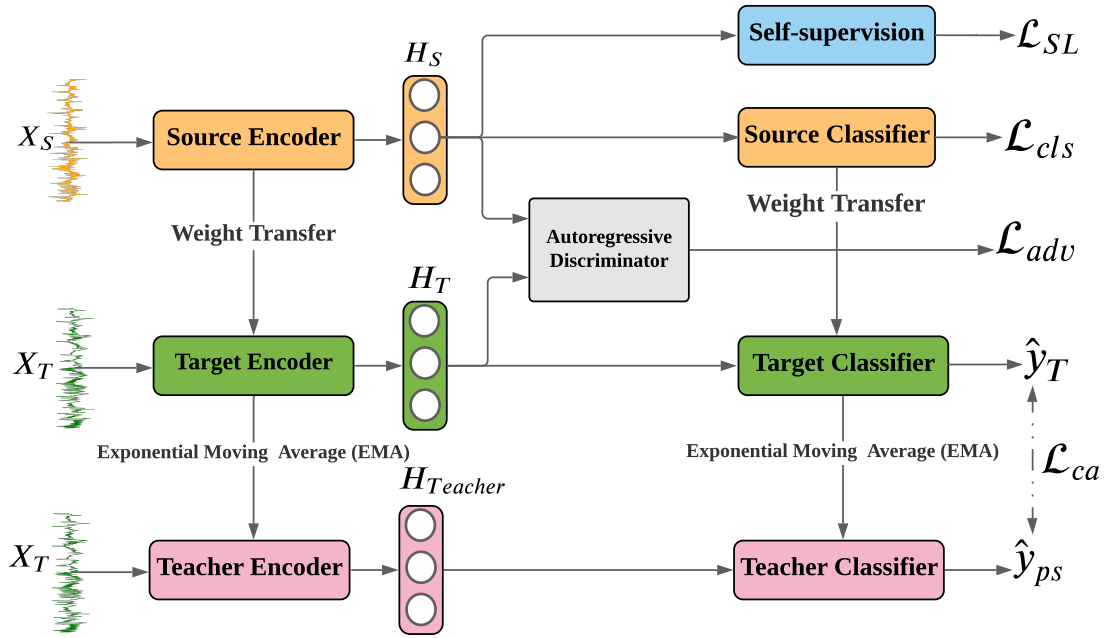 Self-supervision
ℒ_SL
H_S
X_S
Source Encoder
Source Classifier
ℒ_cls
Weight Transfer
Weight Transfer
Autoregressive
Discriminator
ℒ_adv
H_T
X_T
Target Encoder
Target Classifier
ŷ_T
Exponential Moving Average (EMA)
Exponential Moving Average (EMA)
ℒ_ca
H_Teacher
X_T
Teacher Encoder
Teacher Classifier
ŷ_ps